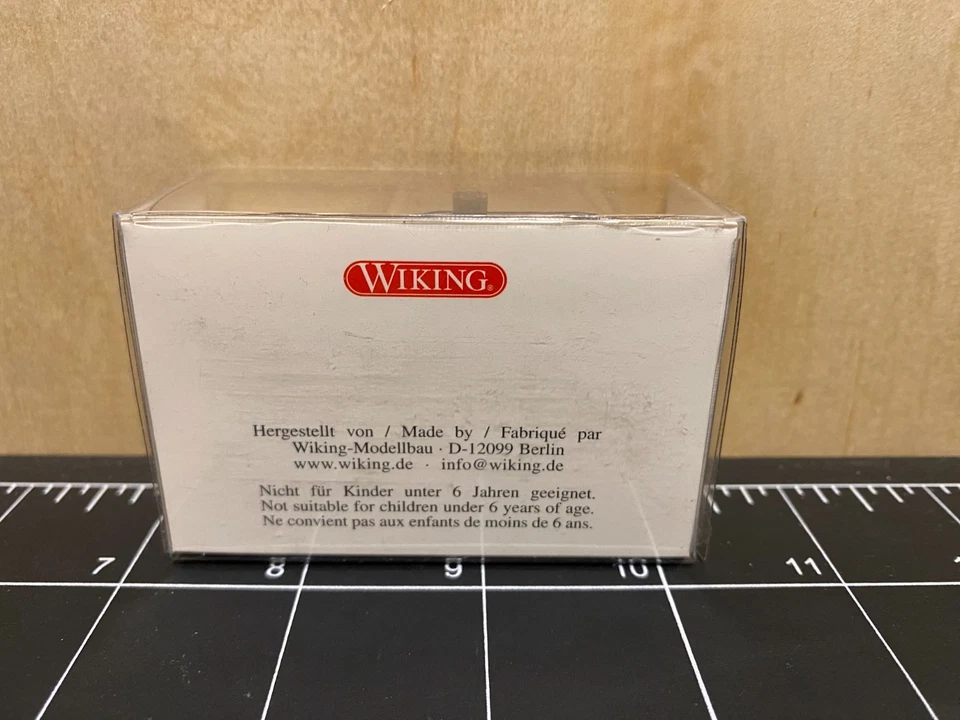 WIKING®
Hergestellt von / Made by / Fabriqué par
Wiking-Modellbau · D-12099 Berlin
www.wiking.de · info@wiking.de
Nicht für Kinder unter 6 Jahren geeignet.
Not suitable for children under 6 years of age.
Ne convient pas aux enfants de moins de 6 ans.
7 8 9 10 11